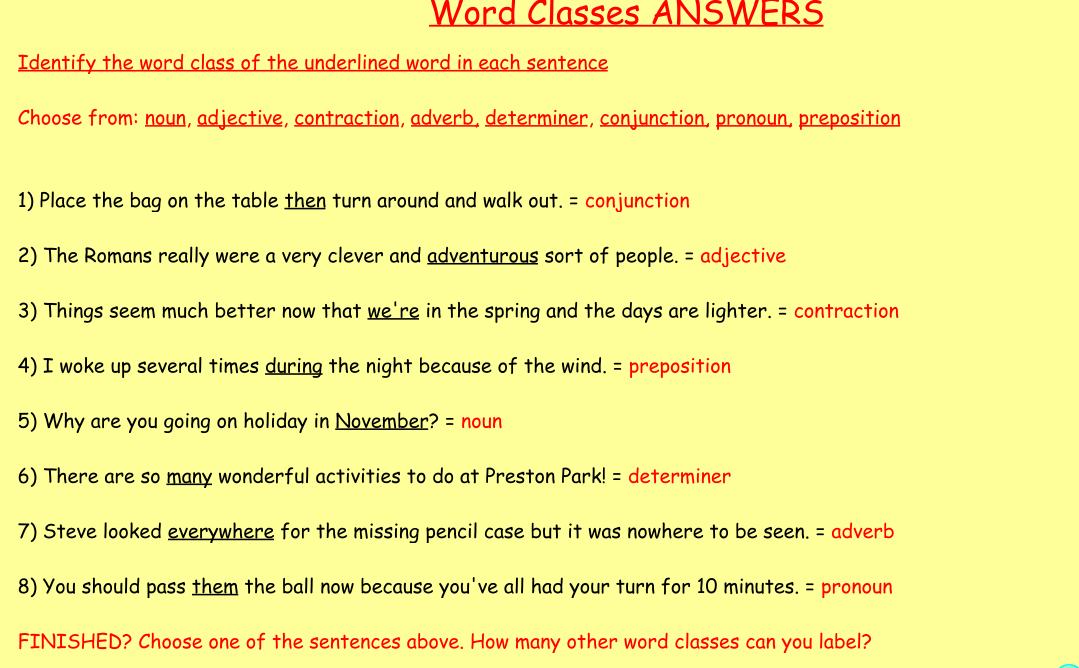 Word Classes ANSWERS
Identify the word class of the underlined word in each sentence
Choose from: noun, adjective, contraction, adverb, determiner, conjunction, pronoun, preposition
1) Place the bag on the table then turn around and walk out. = conjunction
2) The Romans really were a very clever and adventurous sort of people. = adjective
3) Things seem much better now that we're in the spring and the days are lighter. = contraction
4) I woke up several times during the night because of the wind. = preposition
5) Why are you going on holiday in November? = noun
6) There are so many wonderful activities to do at Preston Park! = determiner
7) Steve looked everywhere for the missing pencil case but it was nowhere to be seen. = adverb
8) You should pass them the ball now because you've all had your turn for 10 minutes. = pronoun
FINISHED? Choose one of the sentences above. How many other word classes can you label?